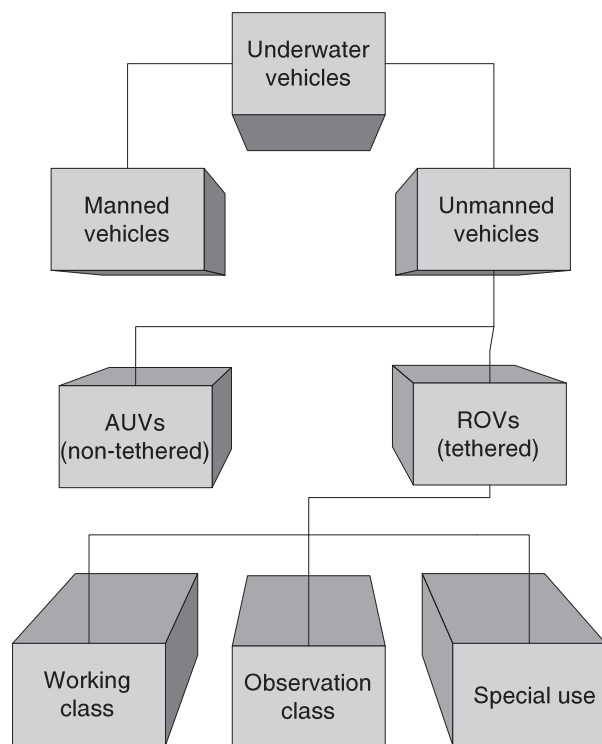 Underwater
vehicles
Manned
vehicles
Unmanned
vehicles
AUVs
(non-tethered)
ROVs
(tethered)
Working
class
Observation
class
Special use